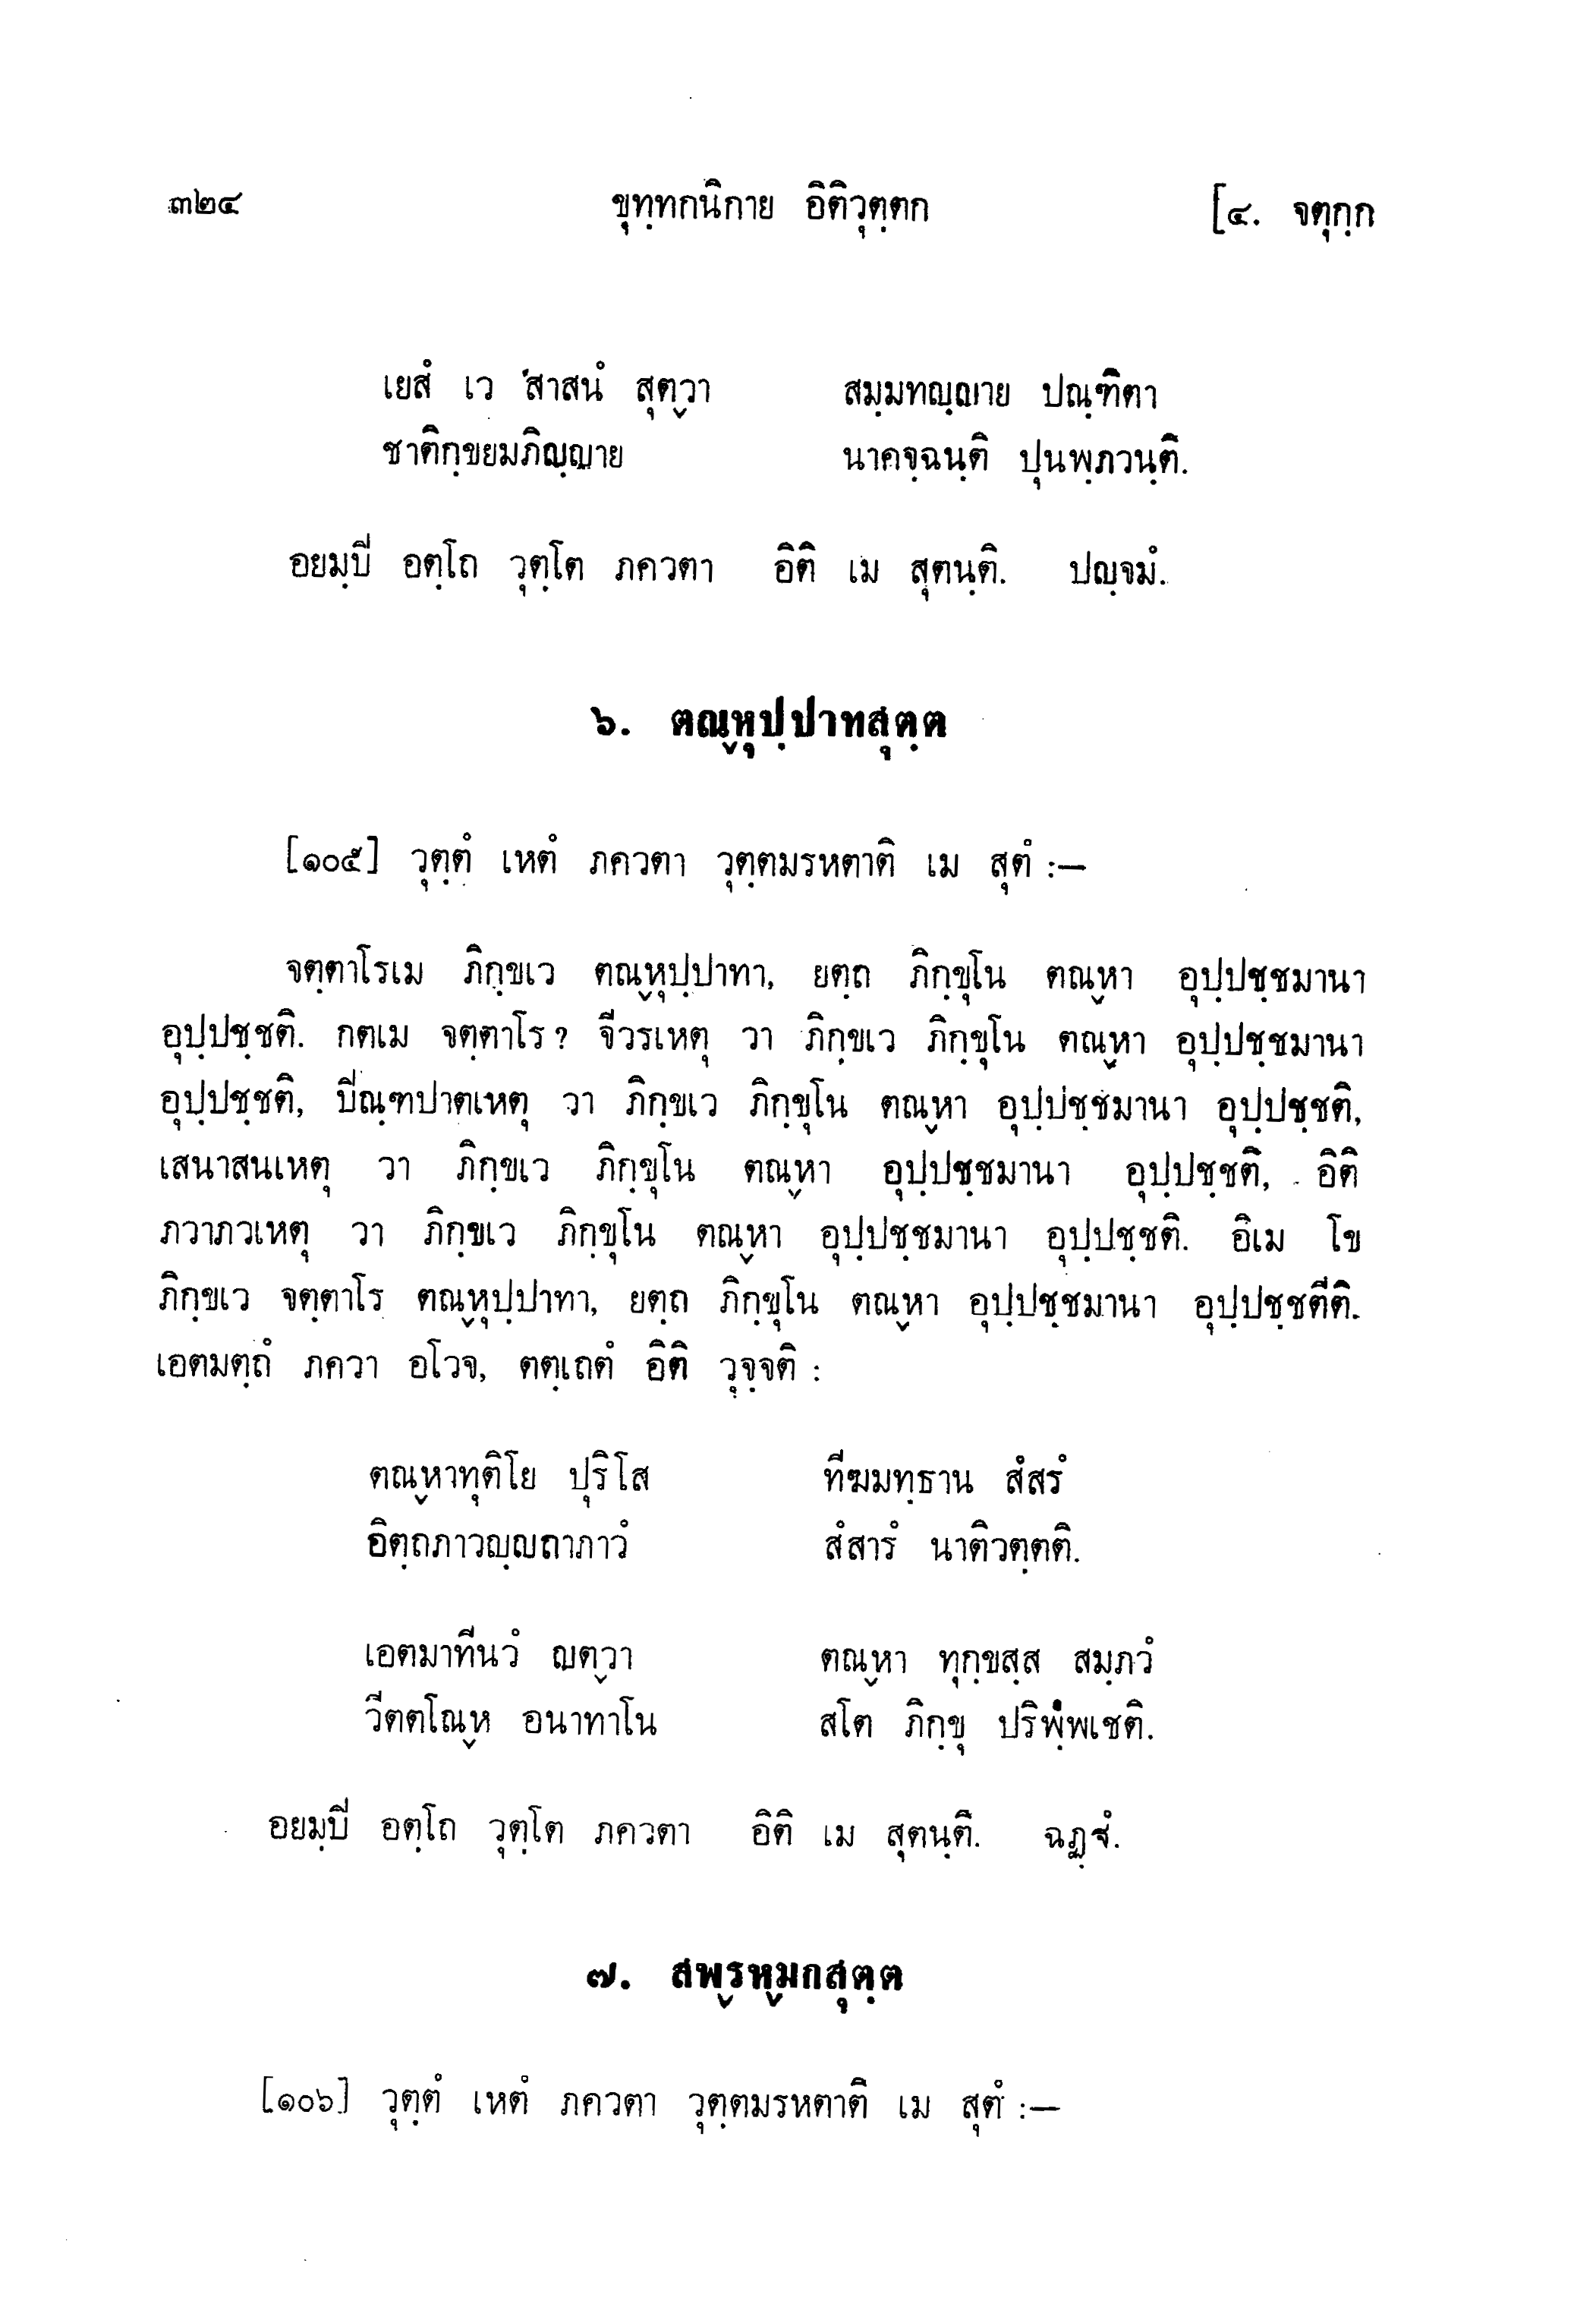 ๓๒๔ ขุทฺทกนิกาย อิติวุตฺตก [๔. จตุกฺก
เยสํ เว สาสนํ สุตฺวา สมฺมทญฺญาย ปณฺฑิตา
ชาติกฺขยมภิญฺญาย นาคจฺฉนฺติ ปุนพฺภวนฺติ.
อยมฺปิ อตฺโถ วุตฺโต ภควตา อิติ เม สุตนฺติ. ปญฺจมํ.
๖. ตณฺหุปฺปาทสุตฺต
[๑๐๕] วุตฺตํ เหตํ ภควตา วุตฺตมรหตาติ เม สุตํ :—
จตฺตาโรเม ภิกฺขเว ตณฺหุปฺปาทา, ยตฺถ ภิกฺขุโน ตณฺหา อุปฺปชฺชมานา
อุปฺปชฺชติ. กตเม จตฺตาโร ? จีวรเหตุ วา ภิกฺขเว ภิกฺขุโน ตณฺหา อุปฺปชฺชมานา
อุปฺปชฺชติ, ปิณฺฑปาตเหตุ วา ภิกฺขเว ภิกฺขุโน ตณฺหา อุปฺปชฺชมานา อุปฺปชฺชติ,
เสนาสนเหตุ วา ภิกฺขเว ภิกฺขุโน ตณฺหา อุปฺปชฺชมานา อุปฺปชฺชติ, อิติ
ภวาภวเหตุ วา ภิกฺขเว ภิกฺขุโน ตณฺหา อุปฺปชฺชมานา อุปฺปชฺชติ. อิเม โข
ภิกฺขเว จตฺตาโร ตณฺหุปฺปาทา, ยตฺถ ภิกฺขุโน ตณฺหา อุปฺปชฺชมานา อุปฺปชฺชตีติ.
เอตมตฺถํ ภควา อโวจ, ตตฺเถตํ อิติ วุจฺจติ :
ตณฺหาทุติโย ปุริโส ทีฆมทฺธาน สํสรํ
อิตฺถภาวญฺญถาภาวํ สํสารํ นาติวตฺตติ.
เอตมาทีนวํ ญตฺวา ตณฺหา ทุกฺขสฺส สมฺภวํ
วีตตโณฺห อนาทาโน สโต ภิกฺขุ ปริพฺพเชติ.
อยมฺปิ อตฺโถ วุตฺโต ภควตา อิติ เม สุตนฺติ. ฉฏฺฐํ.
๗. สพฺรหฺมกสุตฺต
[๑๐๖] วุตฺตํ เหตํ ภควตา วุตฺตมรหตาติ เม สุตํ :—